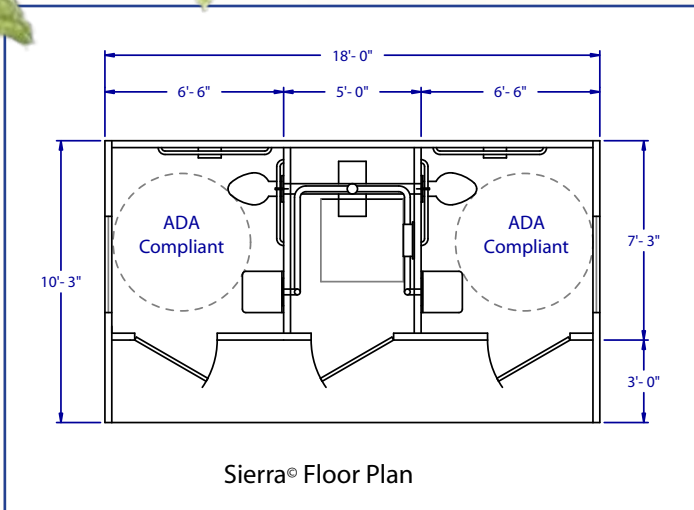 18'- 0"
6'- 6"
5'- 0"
6'- 6"
ADA
Compliant
ADA
Compliant
7'- 3"
10'- 3"
3'- 0"
Sierra© Floor Plan